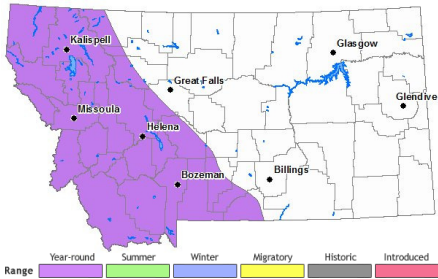 Kalispell
Glasgow
Great Falls
Glendive
Missoula
Helena
Bozeman
Billings
Year-round Summer Winter Migratory Historic Introduced
Range